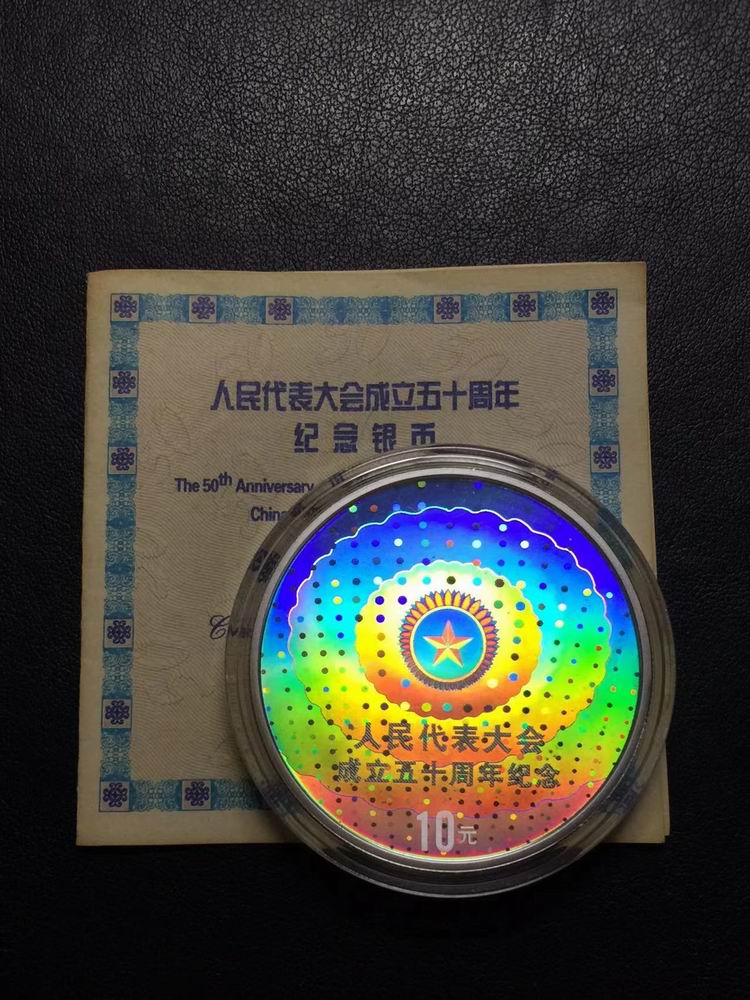 人民代表大会成立五十周年
纪念银币
The 50th Anniversary
China
人民代表大会
成立五十周年纪念
10元